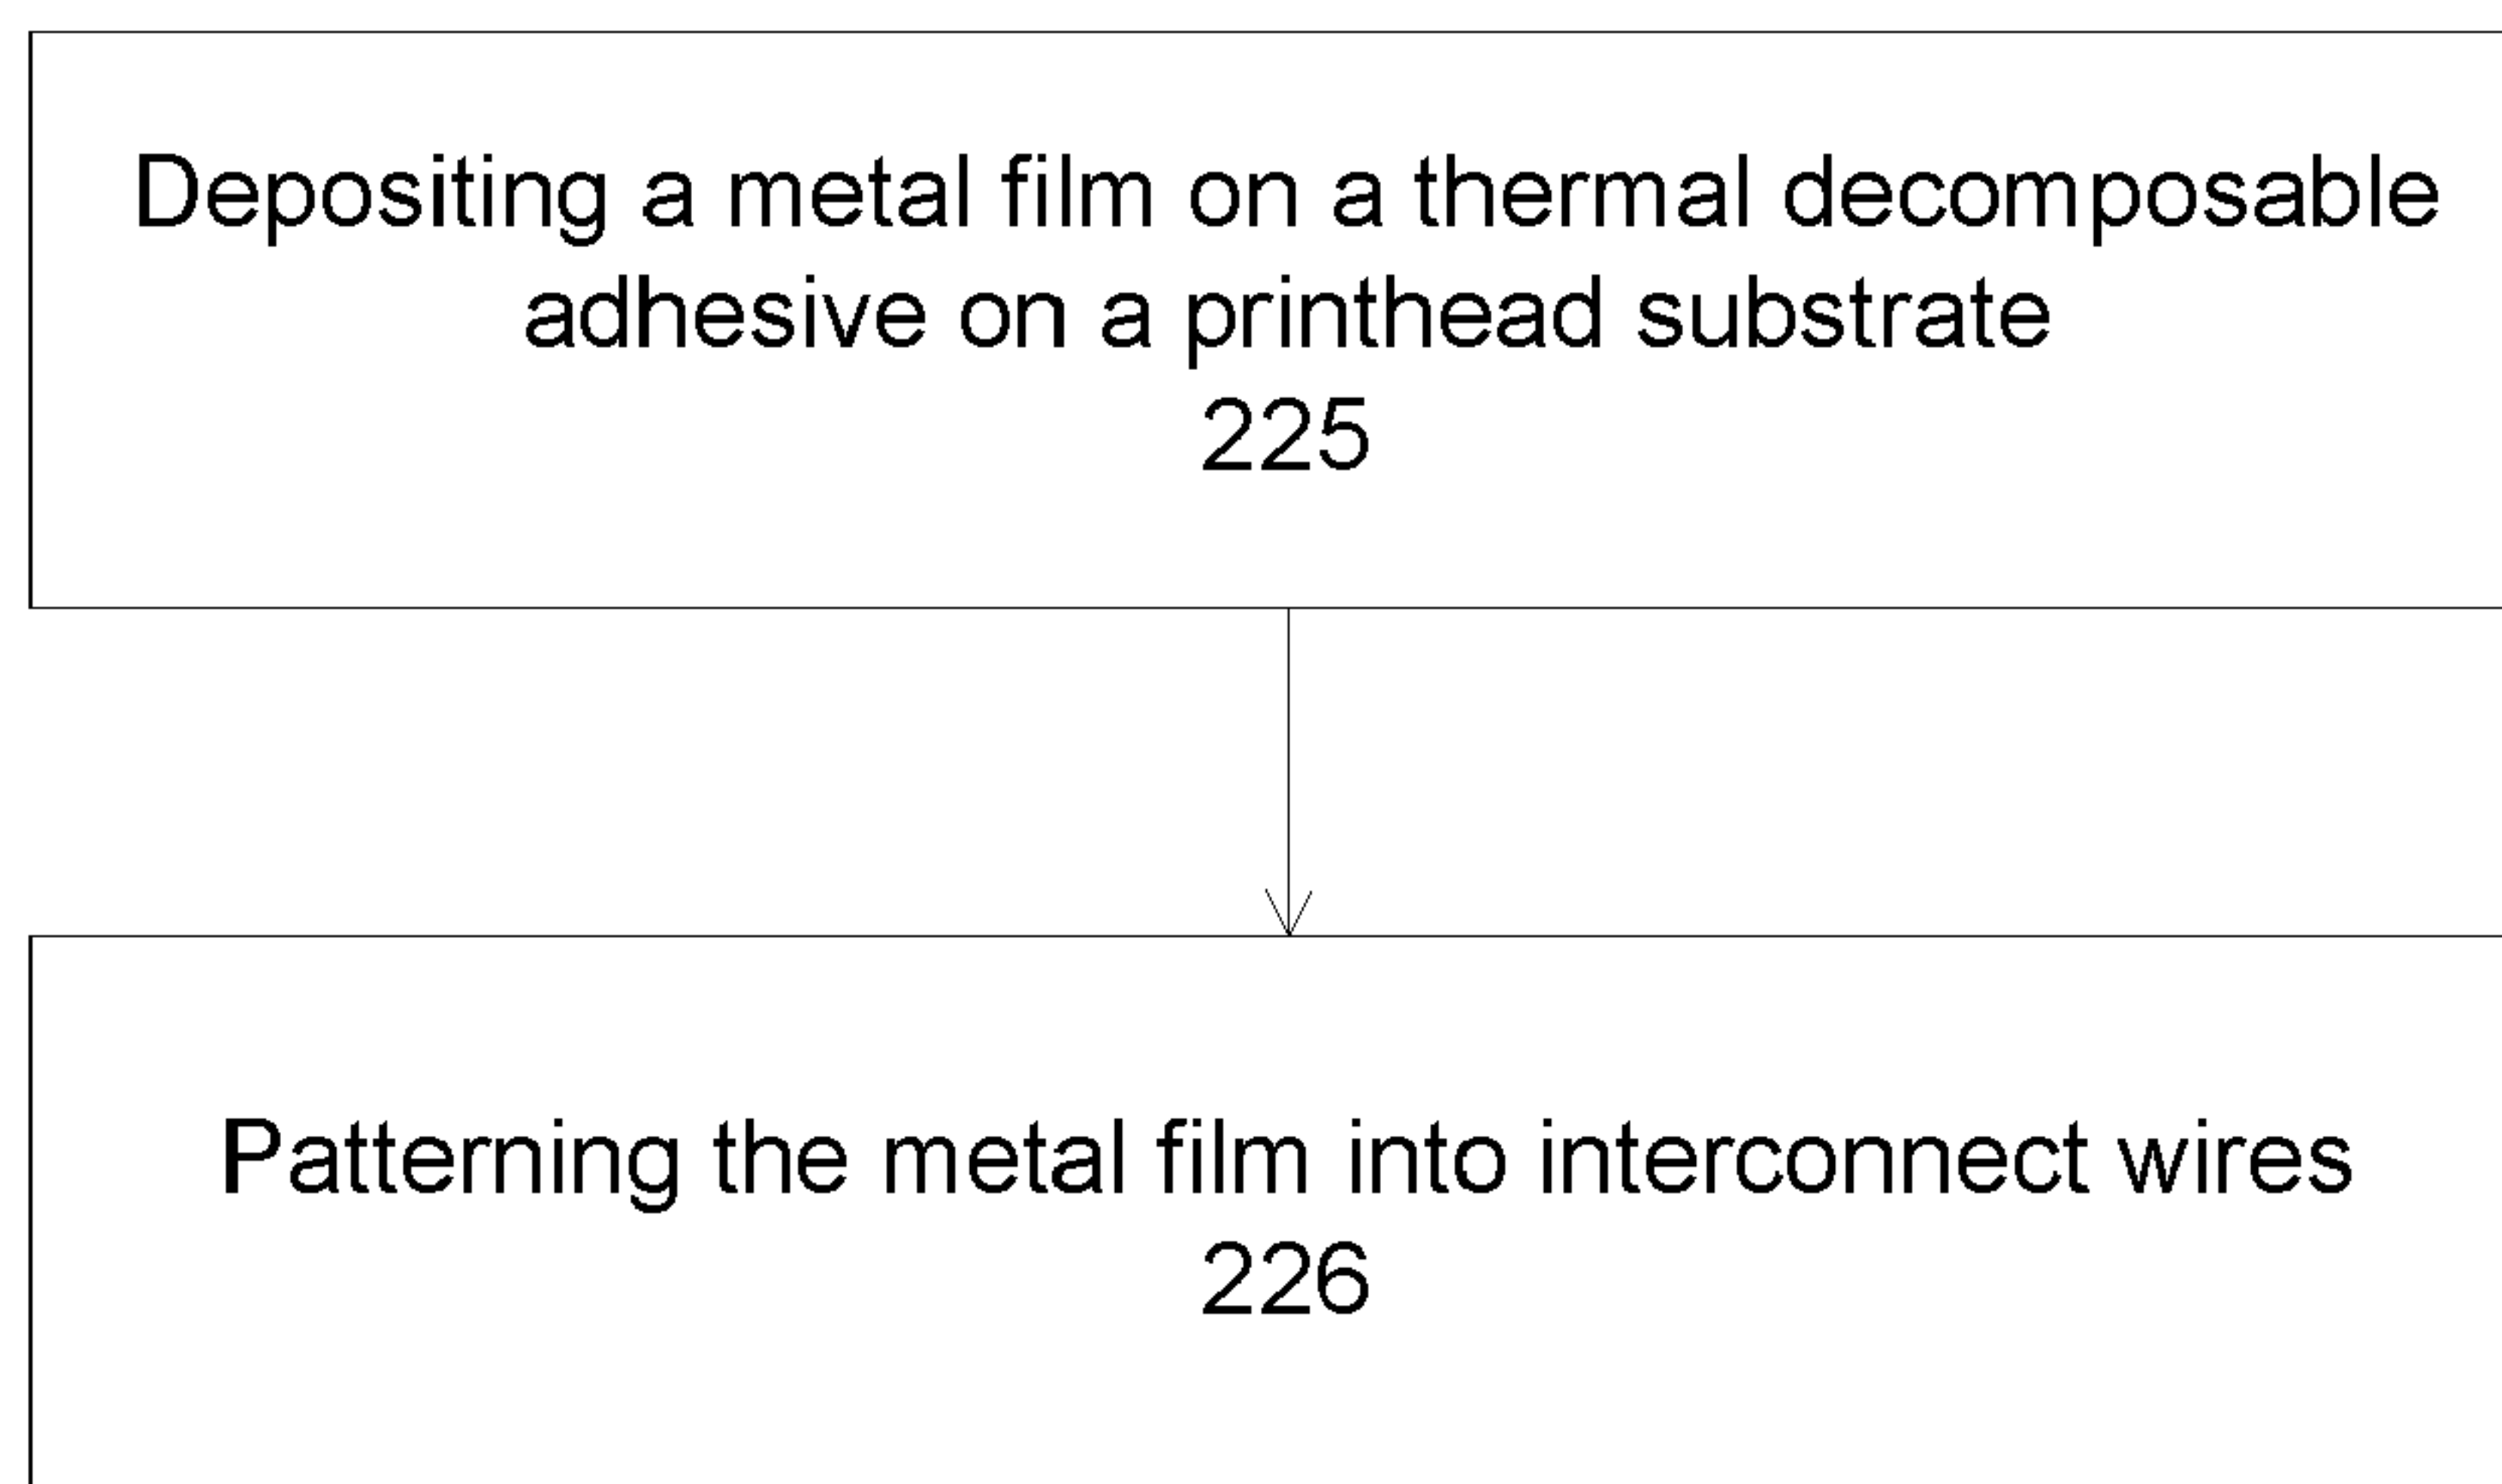 Depositing a metal film on a thermal decomposable
adhesive on a printhead substrate
225
Patterning the metal film into interconnect wires
226